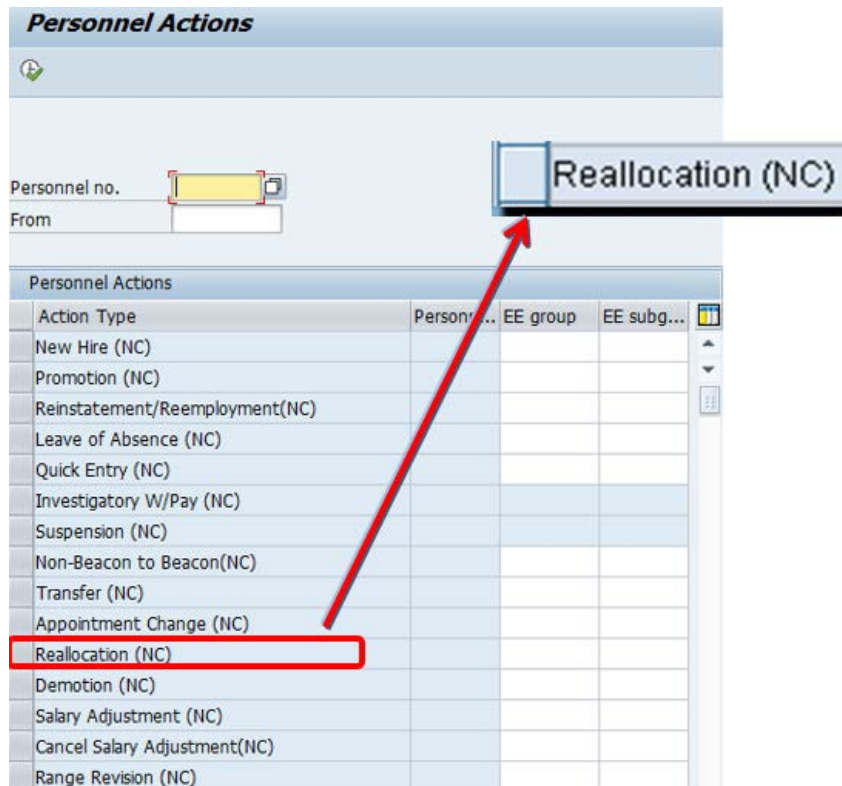 Personnel Actions
Reallocation (NC)
Personnel no.
From
Personnel Actions
Action Type Personn... EE group EE subg...
New Hire (NC)
Promotion (NC)
Reinstatement/Reemployment(NC)
Leave of Absence (NC)
Quick Entry (NC)
Investigatory W/Pay (NC)
Suspension (NC)
Non-Beacon to Beacon(NC)
Transfer (NC)
Appointment Change (NC)
Reallocation (NC)
Demotion (NC)
Salary Adjustment (NC)
Cancel Salary Adjustment(NC)
Range Revision (NC)